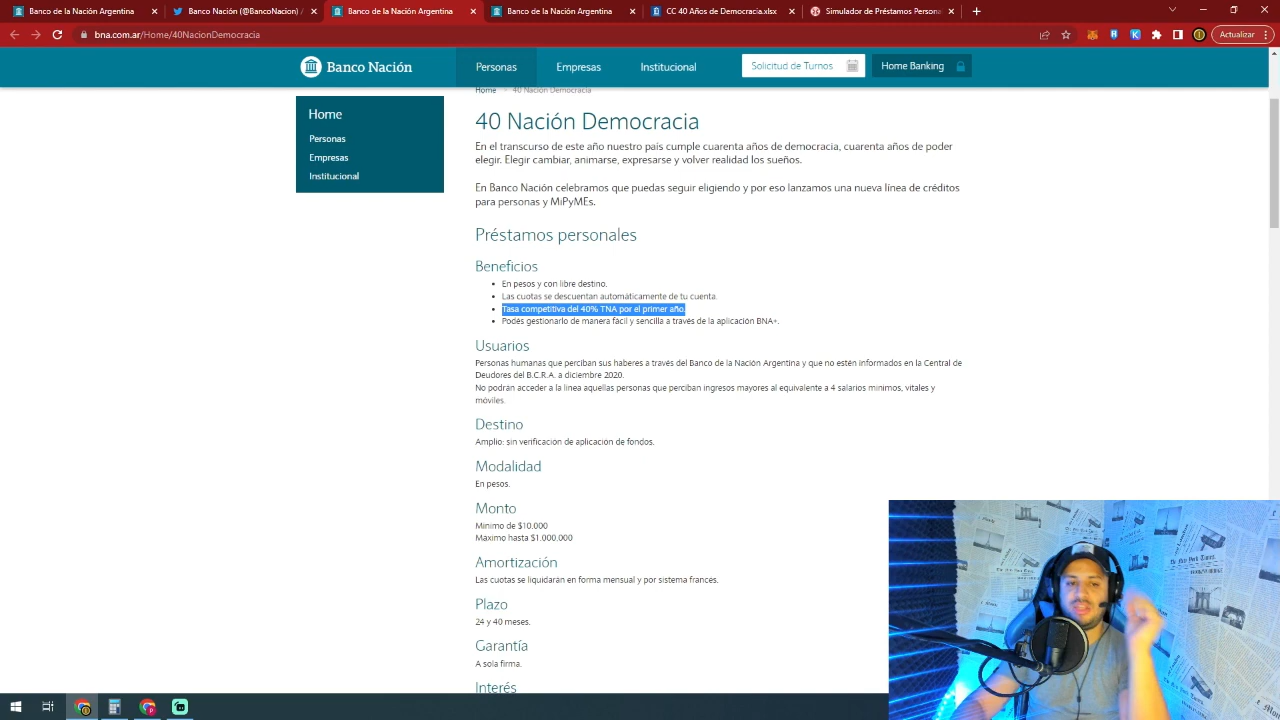 Banco de la Nación Argentina
Banco Nación (@BancoNacion) /
Banco de la Nación Argentina
Banco de la Nación Argentina
CC 40 Años de Democracia.xlsx
Simulador de Préstamos Persona
bna.com.ar/Home/40NacionDemocracia
Actualizar
Banco Nación
Personas
Empresas
Institucional
Solicitud de Turnos
Home Banking
Home
40 Nación Democracia
Home
Personas
Empresas
Institucional
40 Nación Democracia
En el transcurso de este año nuestro país cumple cuarenta años de democracia, cuarenta años de poder
elegir. Elegir cambiar, animarse, expresarse y volver realidad los sueños.
En Banco Nación celebramos que puedas seguir eligiendo y por eso lanzamos una nueva línea de créditos
para personas y MiPyMEs.
Préstamos personales
Beneficios
En pesos y con libre destino.
Las cuotas se descuentan automáticamente de tu cuenta.
Tasa competitiva del 40% TNA por el primer año.
Podés gestionarlo de manera fácil y sencilla a través de la aplicación BNA+.
Usuarios
Personas humanas que perciban sus haberes a través del Banco de la Nación Argentina y que no estén informados en la Central de
Deudores del B.C.R.A. a diciembre 2020.
No podrán acceder a la línea aquellas personas que perciban ingresos mayores al equivalente a 4 salarios mínimos, vitales y
móviles.
Destino
Amplio: sin verificación de aplicación de fondos.
Modalidad
En pesos.
Monto
Mínimo de $10.000
Máximo hasta $1.000.000
Amortización
Las cuotas se liquidarán en forma mensual y por sistema francés.
Plazo
24 y 40 meses.
Garantía
A sola firma.
Interés